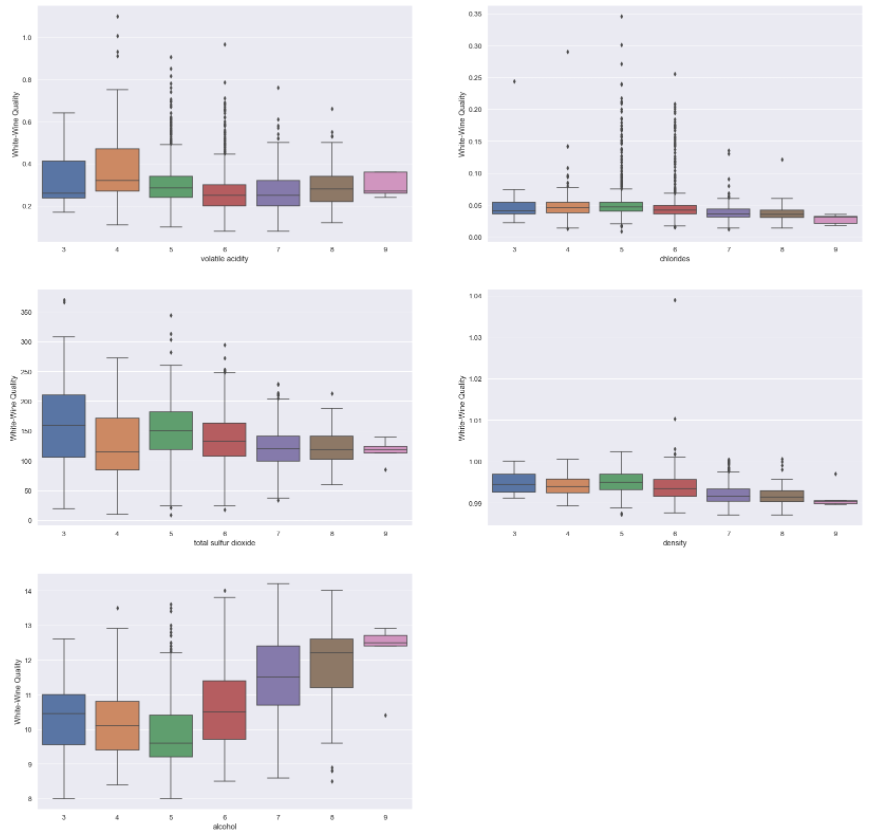 1.0
0.8
0.6
0.4
0.2
White-Wine Quality
3 4 5 6 7 8 9
volatile acidity
0.35
0.30
0.25
0.20
0.15
0.10
0.05
0.00
White-Wine Quality
3 4 5 6 7 8 9
chlorides
350
300
250
200
150
100
50
0
White-Wine Quality
3 4 5 6 7 8 9
total sulfur dioxide
1.04
1.03
1.02
1.01
1.00
0.99
White-Wine Quality
3 4 5 6 7 8 9
density
14
13
12
11
10
9
8
White-Wine Quality
3 4 5 6 7 8 9
alcohol